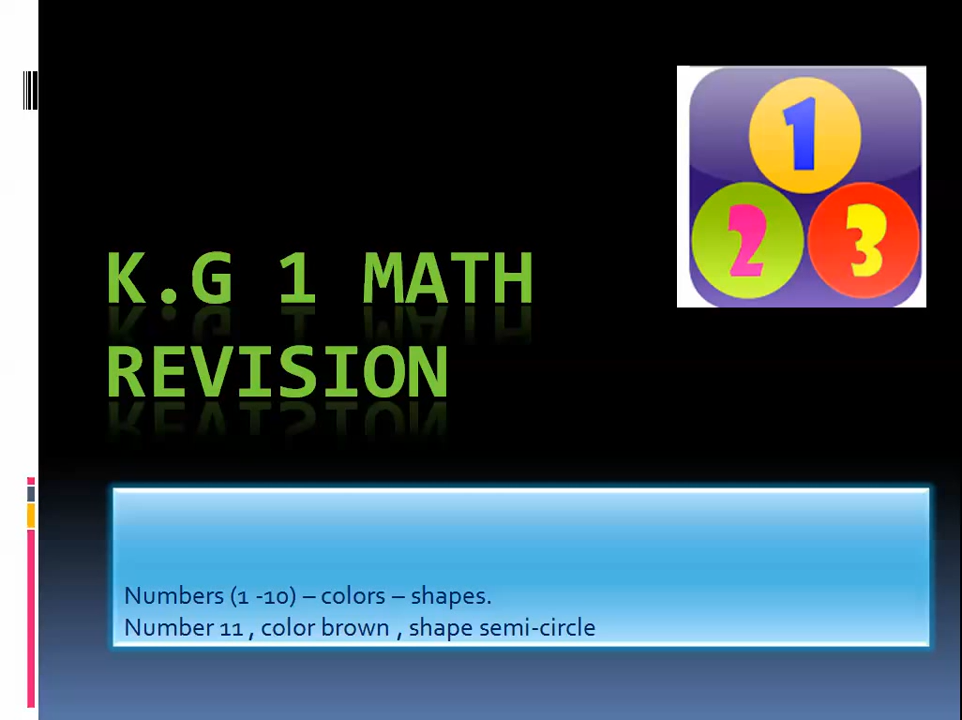 1
2 3
K.G 1 MATH
REVISION
Numbers (1 -10) – colors – shapes.
Number 11 , color brown , shape semi-circle